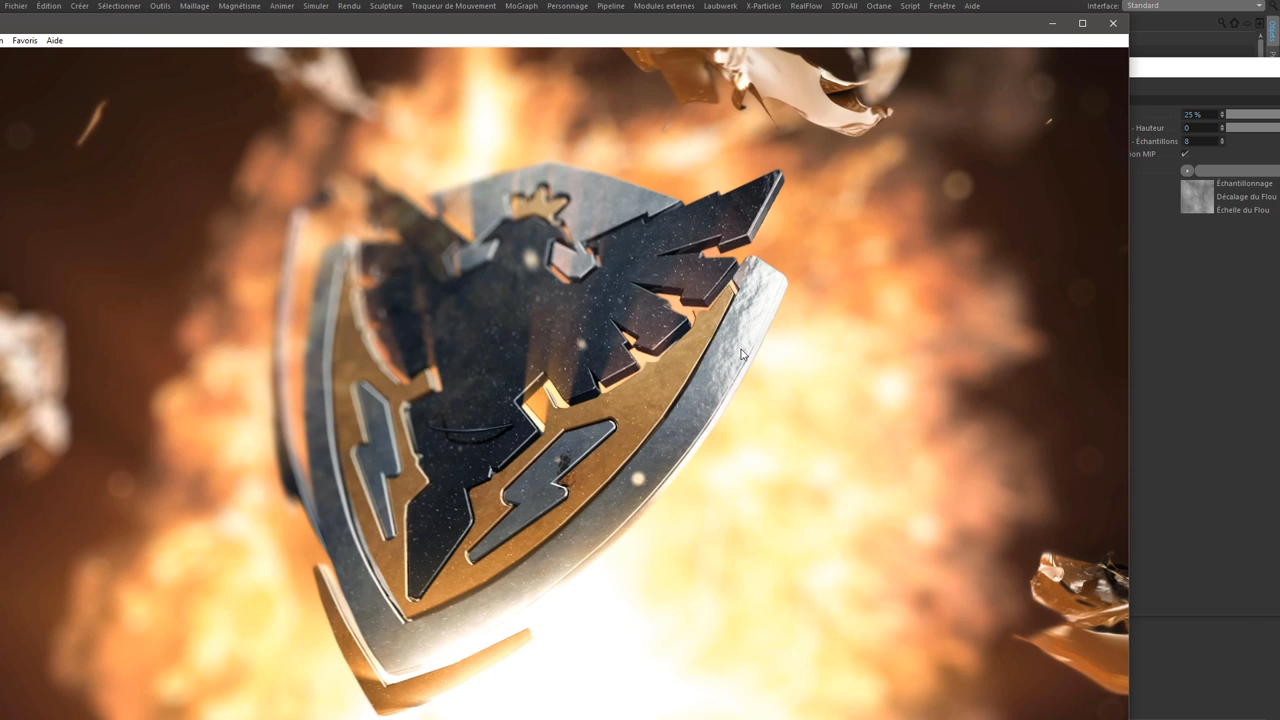 Fichier Édition Créer Sélectionner Outils Maillage Magnétisme Animer Simuler Rendu Sculpture Traqueur de Mouvement MoGraph Personnage Pipeline Modules externes Laubwerk X-Particles RealFlow 3DToAll Octane Script Fenêtre Aide Interface: Standard
Favoris Aide
25 %
- Hauteur 0
- Échantillons 8
on MIP
Échantillonnage
Décalage du Flou
Échelle du Flou